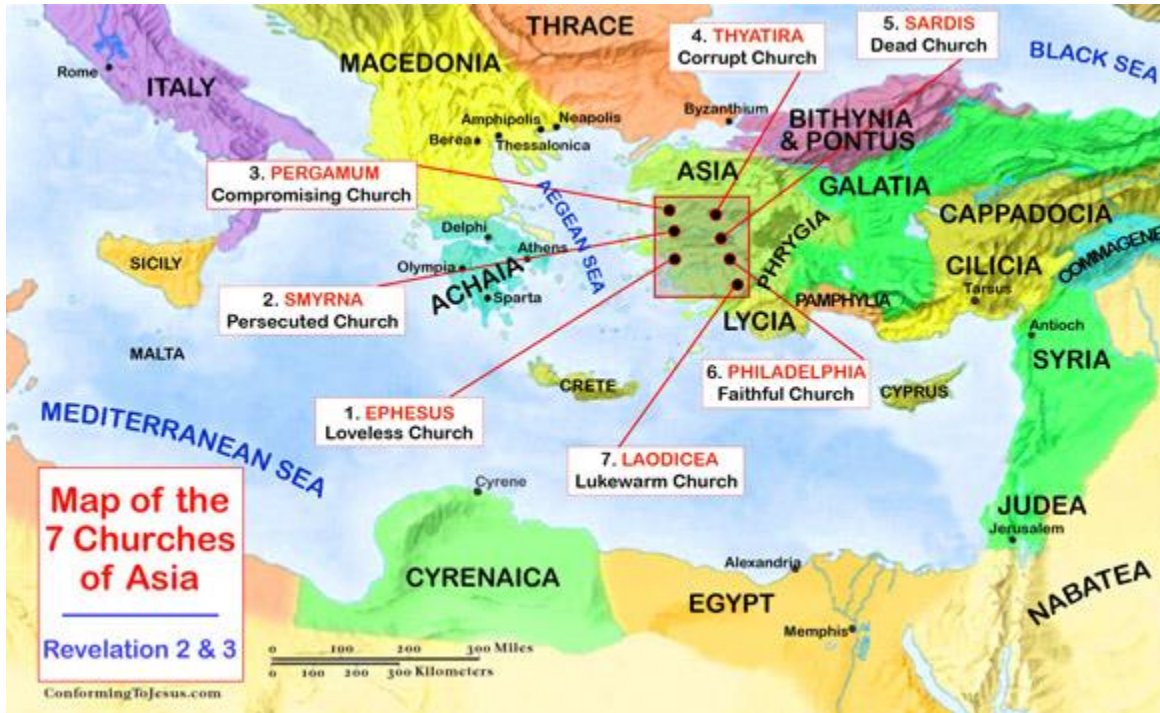 THRACE
4. THYATIRA
Corrupt Church
5. SARDIS
Dead Church
BLACK SEA
Rome
ITALY
MACEDONIA
Byzanthium
BITHYNIA
& PONTUS
Amphipolis
Neapolis
Berea
Thessalonica
3. PERGAMUM
Compromising Church
ASIA
GALATIA
AEGEAN SEA
CAPPADOCIA
PHRYGIA
COMMAGENE
Delphi
Athens
Olympia
ACHAIA
Sparta
SICILY
CILICIA
Tarsus
PAMPHYLIA
2. SMYRNA
Persecuted Church
LYCIA
Antioch
SYRIA
MALTA
CRETE
6. PHILADELPHIA
Faithful Church
CYPRUS
1. EPHESUS
Loveless Church
MEDITERRANEAN SEA
7. LAODICEA
Lukewarm Church
Map of the
7 Churches
of Asia
Revelation 2 & 3
Cyrene
JUDEA
Jerusalem
CYRENAICA
Alexandria
EGYPT
NABATEA
Memphis
0 100 200 300 Miles
0 100 200 300 Kilometers
ConformingToJesus.com